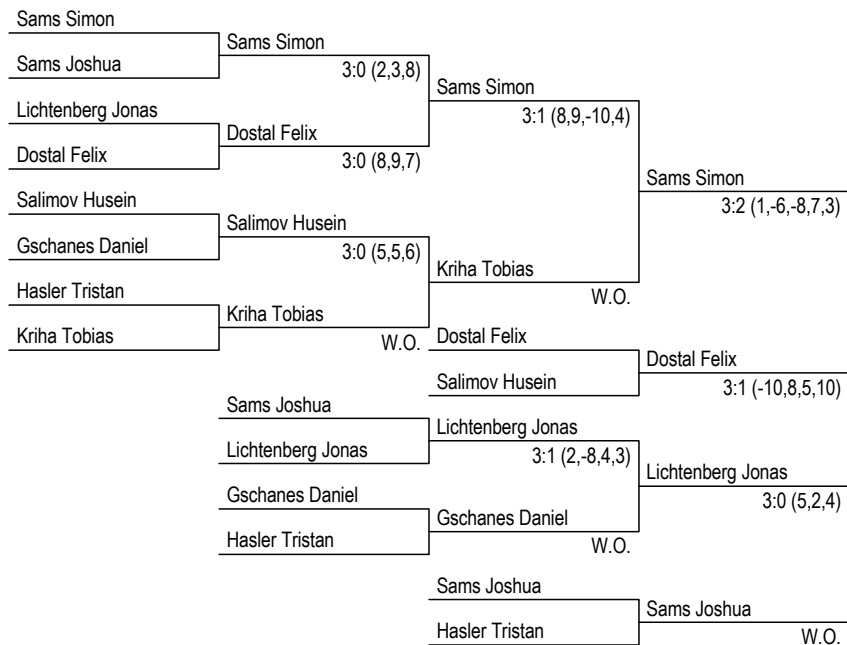 Sams Simon
Sams Simon
Sams Joshua
3:0 (2,3,8)
Sams Simon
Lichtenberg Jonas
3:1 (8,9,-10,4)
Dostal Felix
Dostal Felix
3:0 (8,9,7)
Sams Simon
Salimov Husein
3:2 (1,-6,-8,7,3)
Salimov Husein
Gschanes Daniel
3:0 (5,5,6)
Kriha Tobias
Hasler Tristan
W.O.
Kriha Tobias
Kriha Tobias
W.O.
Dostal Felix
Dostal Felix
Salimov Husein
3:1 (-10,8,5,10)
Sams Joshua
Lichtenberg Jonas
Lichtenberg Jonas
3:1 (2,-8,4,3)
Lichtenberg Jonas
Gschanes Daniel
3:0 (5,2,4)
Gschanes Daniel
Hasler Tristan
W.O.
Sams Joshua
Sams Joshua
Hasler Tristan
W.O.